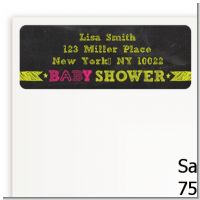 Lisa Smith
123 Miller Place
New York, NY 10022
BABY SHOWER
Sa
75